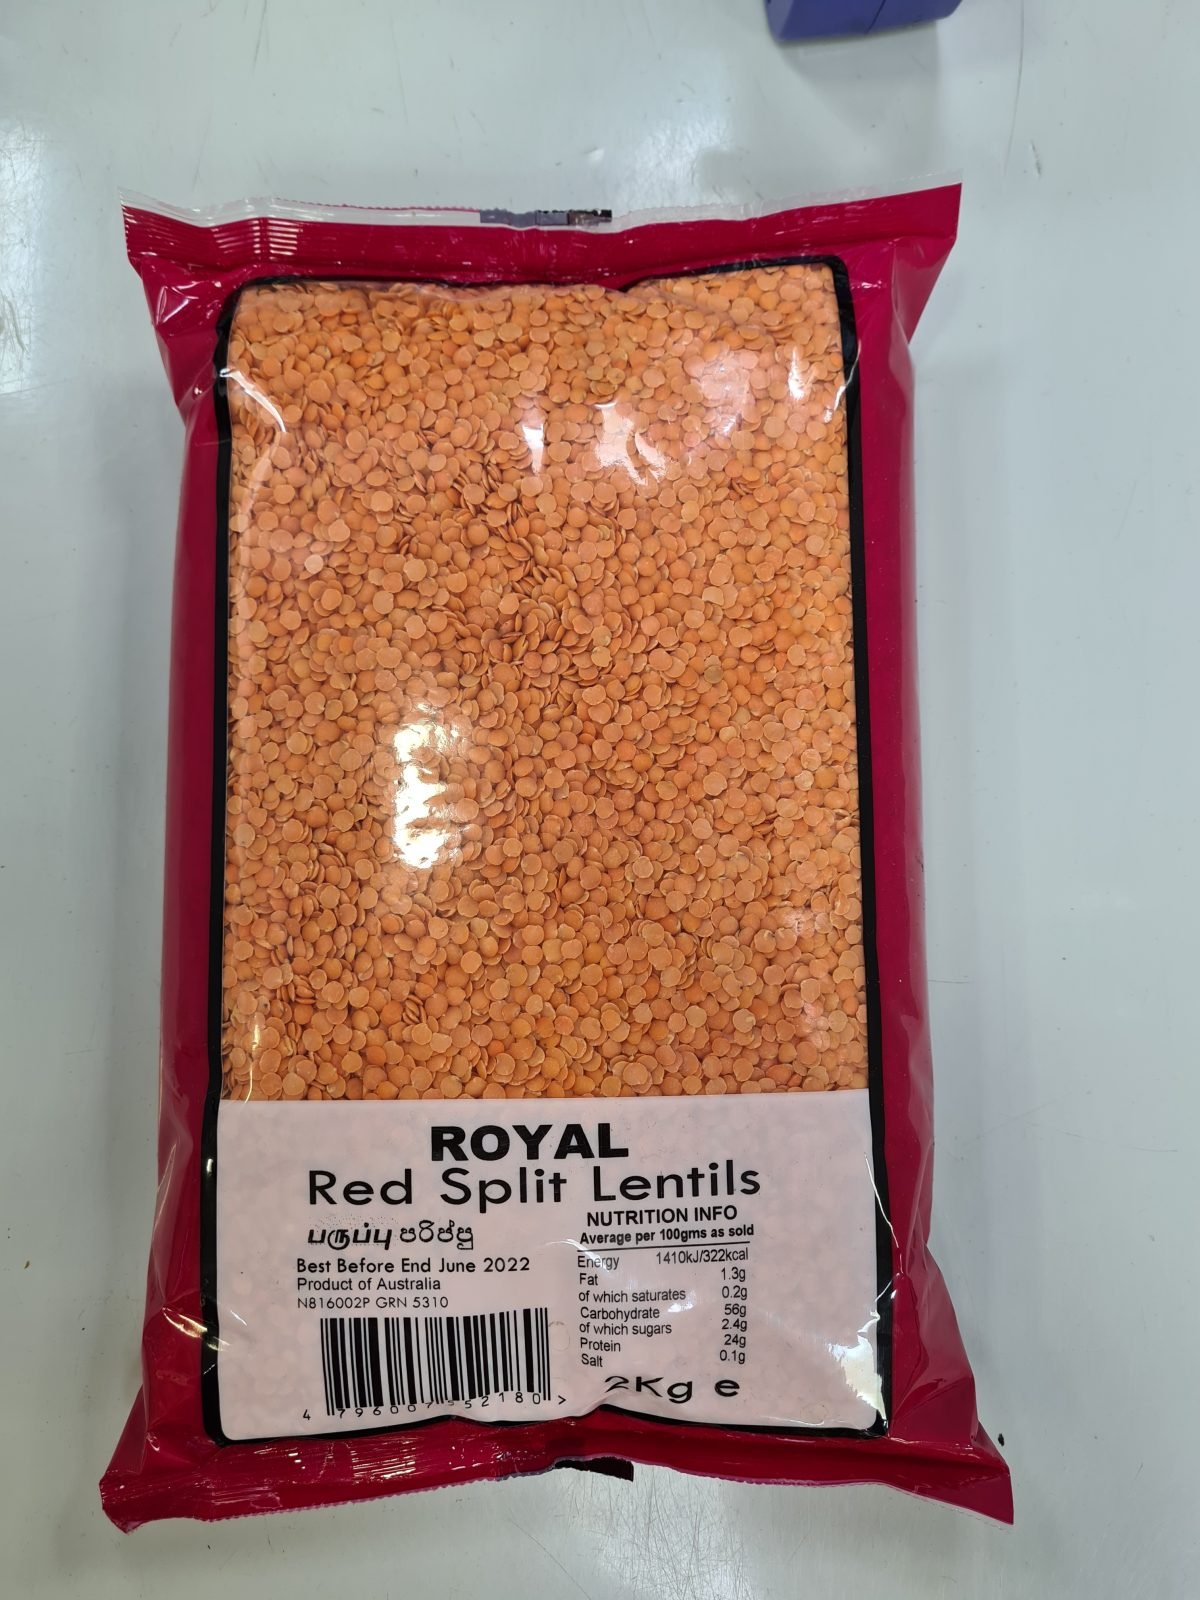 ROYAL
Red Split Lentils
பருப்பு පරිප්පු
Best Before End June 2022
Product of Australia
N816002P GRN 5310
NUTRITION INFO
Average per 100gms as sold
Energy 1410kJ/322kcal
Fat 1.3g
of which saturates 0.2g
Carbohydrate 56g
of which sugars 2.4g
Protein 24g
Salt 0.1g
2Kg e